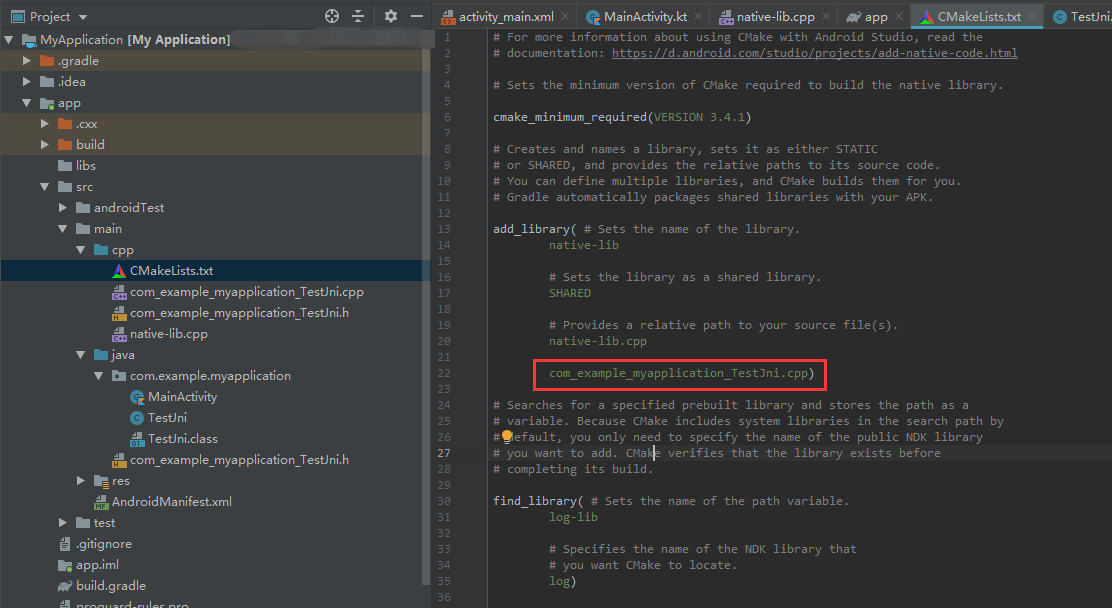 Project
MyApplication [My Application]
.gradle
.idea
app
.cxx
build
libs
src
androidTest
main
cpp
CMakeLists.txt
com_example_myapplication_TestJni.cpp
com_example_myapplication_TestJni.h
native-lib.cpp
java
com.example.myapplication
MainActivity
TestJni
TestJni.class
com_example_myapplication_TestJni.h
res
AndroidManifest.xml
test
.gitignore
app.iml
build.gradle
proguard-rules.pro
activity_main.xml MainActivity.kt native-lib.cpp app CMakeLists.txt TestJni.
1 # For more information about using CMake with Android Studio, read the
2 # documentation: https://d.android.com/studio/projects/add-native-code.html
3
4 # Sets the minimum version of CMake required to build the native library.
5
6 cmake_minimum_required(VERSION 3.4.1)
7
8 # Creates and names a library, sets it as either STATIC
9 # or SHARED, and provides the relative paths to its source code.
10 # You can define multiple libraries, and CMake builds them for you.
11 # Gradle automatically packages shared libraries with your APK.
12
13 add_library( # Sets the name of the library.
14 native-lib
15
16 # Sets the library as a shared library.
17 SHARED
18
19 # Provides a relative path to your source file(s).
20 native-lib.cpp
21
22 com_example_myapplication_TestJni.cpp)
23
24 # Searches for a specified prebuilt library and stores the path as a
25 # variable. Because CMake includes system libraries in the search path by
26 # default, you only need to specify the name of the public NDK library
27 # you want to add. CMake verifies that the library exists before
28 # completing its build.
29
30 find_library( # Sets the name of the path variable.
31 log-lib
32
33 # Specifies the name of the NDK library that
34 # you want CMake to locate.
35 log)
36